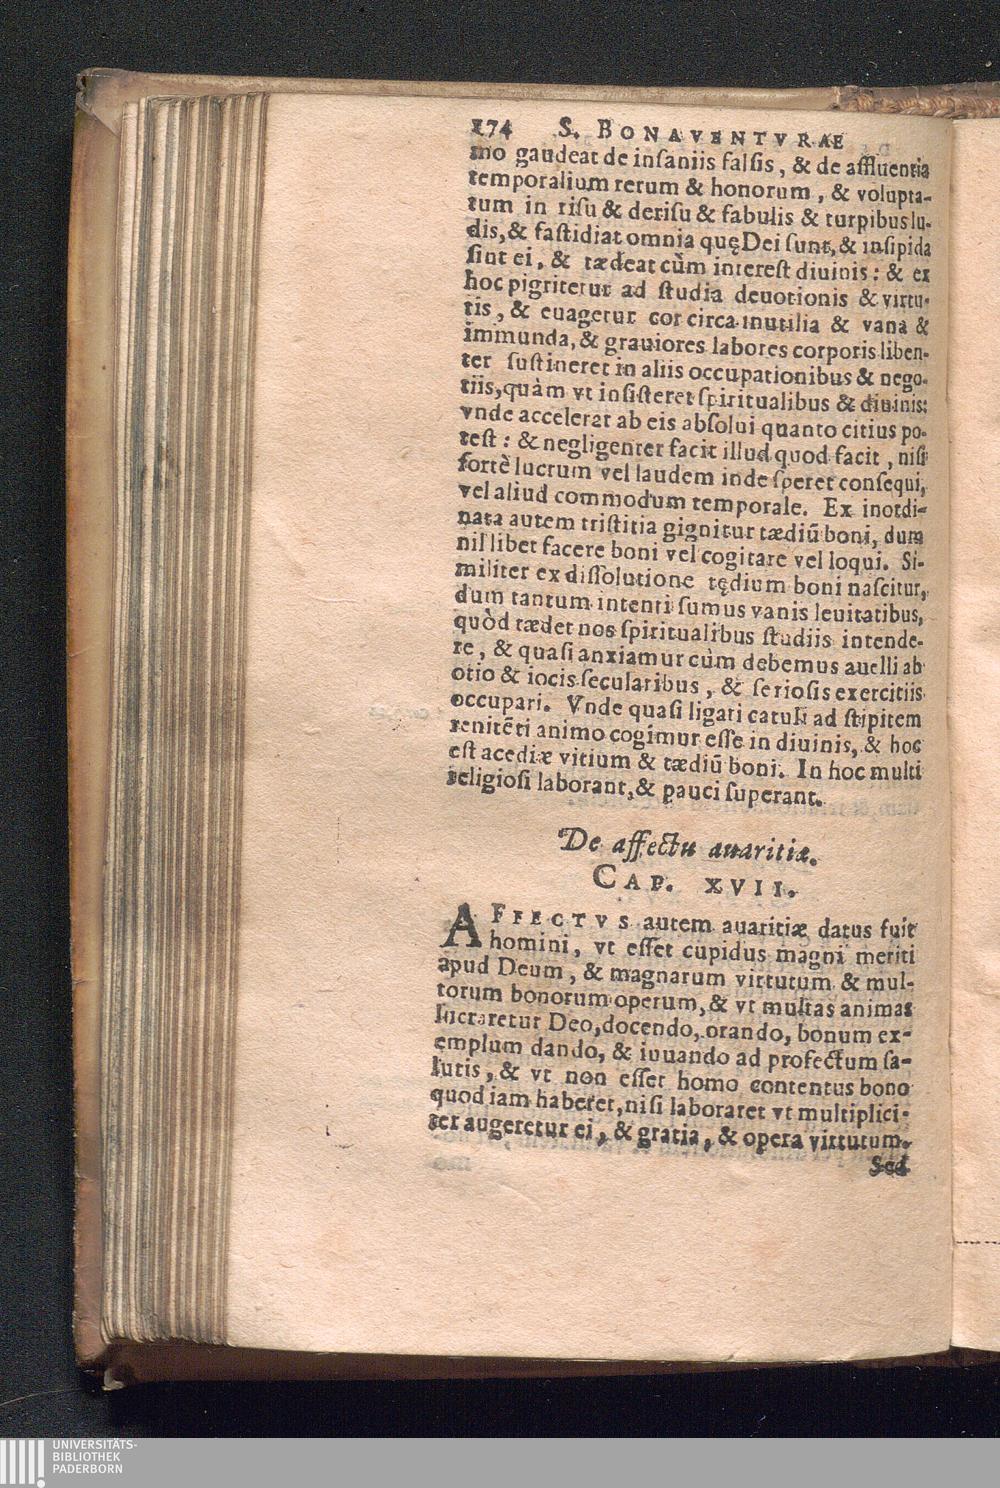 174 S. BONAVENTVRAE
mo gaudeat de insaniis falsis, & de affluentia
temporalium rerum & honorum, & volupta-
tum in risu & derisu & fabulis & turpibus lu-
dis, & fastidiat omnia quę Dei sunt, & insipida
sint ei, & tædeat cùm interest diuinis: & ex
hoc pigritetur ad studia deuotionis & virtu-
tis, & euagetur cor circa inutilia & vana &
immunda, & grauiores labores corporis liben-
ter sustineret in aliis occupationibus & nego-
tiis, quàm vt insisteret spiritualibus & diuinis:
vnde accelerat ab eis absolui quanto citius po-
test: & negligenter facit illud quod facit, nisi
fortè lucrum vel laudem inde speret consequi,
vel aliud commodum temporale. Ex inordi-
nata autem tristitia gignitur tædiū boni, dum
nil libet facere boni vel cogitare vel loqui. Si-
militer ex dissolutione tędium boni nascitur,
dum tantum intenti sumus vanis leuitatibus,
quòd tædet nos spiritualibus studiis intende-
re, & quasi anxiamur cùm debemus auelli ab
otio & iocis secularibus, & seriosis exercitiis
occupari. Vnde quasi ligati catuli ad stipitem
renitēti animo cogimur esse in diuinis, & hoc
est acediæ vitium & tædiū boni. In hoc multi
religiosi laborant, & pauci superant.
De affectu auaritiæ.
CAP. XVII.
AFFECTVS autem auaritiæ datus fuit
homini, vt esset cupidus magni meriti
apud Deum, & magnarum virtutum & mul-
torum bonorum operum, & vt multas animas
lucraretur Deo, docendo, orando, bonum ex-
emplum dando, & iuuando ad profectum sa-
lutis, & vt non esset homo contentus bono
quod iam haberet, nisi laboraret vt multiplici-
ter augeretur ei, & gratia, & opera virtutum.
Sed
UNIVERSITÄTS-
BIBLIOTHEK
PADERBORN